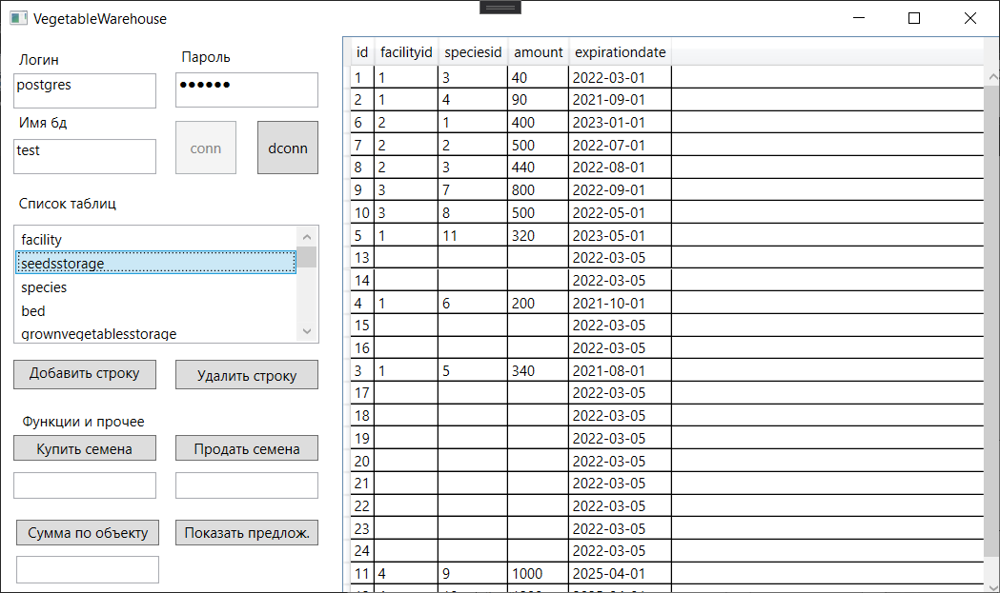 VegetableWarehouse
Логин
Пароль
postgres
●●●●●●
Имя бд
test
conn
dconn
Список таблиц
facility
seedsstorage
species
bed
grownvegetablesstorage
Добавить строку
Удалить строку
Функции и прочее
Купить семена
Продать семена
Сумма по объекту
Показать предлож.
id facilityid speciesid amount expirationdate
1 1 3 40 2022-03-01
2 1 4 90 2021-09-01
6 2 1 400 2023-01-01
7 2 2 500 2022-07-01
8 2 3 440 2022-08-01
9 3 7 800 2022-09-01
10 3 8 500 2022-05-01
5 1 11 320 2023-05-01
13 2022-03-05
14 2022-03-05
4 1 6 200 2021-10-01
15 2022-03-05
16 2022-03-05
3 1 5 340 2021-08-01
17 2022-03-05
18 2022-03-05
19 2022-03-05
20 2022-03-05
21 2022-03-05
22 2022-03-05
23 2022-03-05
24 2022-03-05
11 4 9 1000 2025-04-01